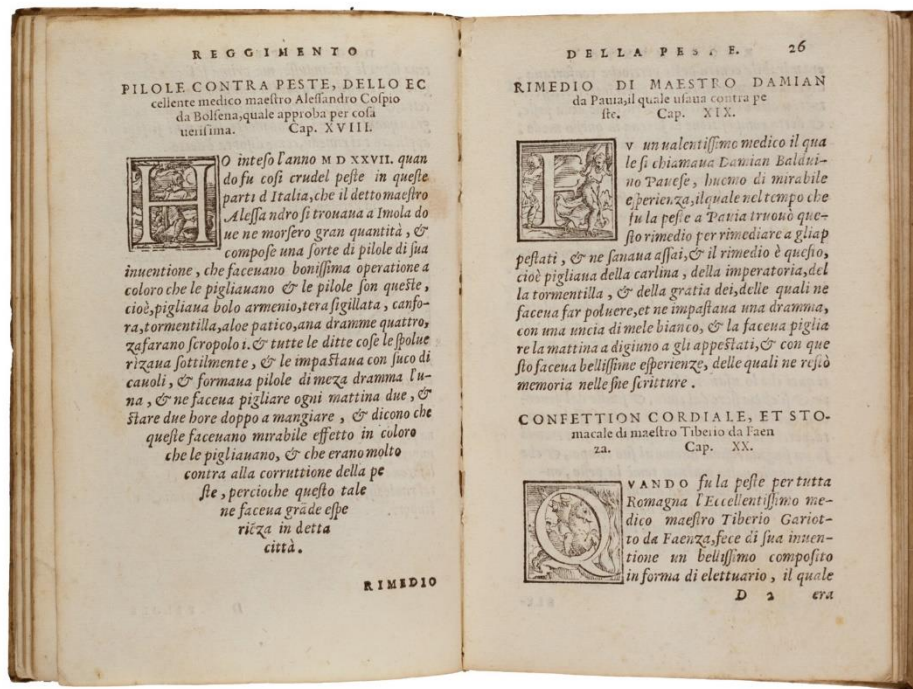 REGGIMENTO
PILOLE CONTRA PESTE, DELLO EC
cellente medico maestro Alessandro Cospio
da Bolsena, quale approba per cosa
uerissima. Cap. XVIII.
HO inteso l'anno MDXXVII. quan
do fu cosi crudel peste in queste
parti d Italia, che il detto maestro
Alessandro si trouaua a Imola do
ue ne morsero gran quantità, &
compose una sorte di pilole di sua
inuentione, che faceuano bonissima operatione a
coloro che le pigliauano & le pilole son queste,
cioè, pigliaua bolo armenio, tera sigillata, canfo-
ra, tormentilla, aloe patico, ana dramme quattro,
zafarano scropolo i. & tutte le ditte cose le spolue
rizaua sottilmente, & le impastaua con suco di
cauoli, & formaua pilole di meza dramma l'u-
na, & ne faceua pigliare ogni mattina due, &
stare due hore doppo a mangiare, & dicono che
queste faceuano mirabile effetto in coloro
che le pigliauano, & che erano molto
contra alla corruttione della pe
ste, percioche questo tale
ne faceua grãde espe
riẽza in detta
città.
RIMEDIO
DELLA PESTE. 26
RIMEDIO DI MAESTRO DAMIAN
da Pauia, il quale usaua contra pe
ste. Cap. XIX.
FV un ualentissimo medico il qua
le si chiamaua Damian Baldui-
no Pauese, huomo di mirabile
esperienza, ilquale nel tempo che
fu la peste a Pauia truouò que-
sto rimedio per rimediare a gliap
pestati, & ne sanaua assai, & il rimedio è questo,
cioè pigliaua della carlina, della imperatoria, del
la tormentilla, & della gratia dei, delle quali ne
faceua far poluere, et ne impastaua una dramma,
con una uncia di mele bianco, & la faceua piglia
re la mattina a digiuno a gli appestati, & con que
sto faceua bellissime esperienze, delle quali ne restò
memoria nelle sue scritture.
CONFETTION CORDIALE, ET STO-
macale di maestro Tiberio da Faen
za. Cap. XX.
QVANDO fu la peste per tutta
Romagna l'Eccellentissimo me-
dico maestro Tiberio Gariot-
to da Faenza, fece di sua inuen-
tione un bellissimo composito
in forma di elettuario, il quale
D 2 era